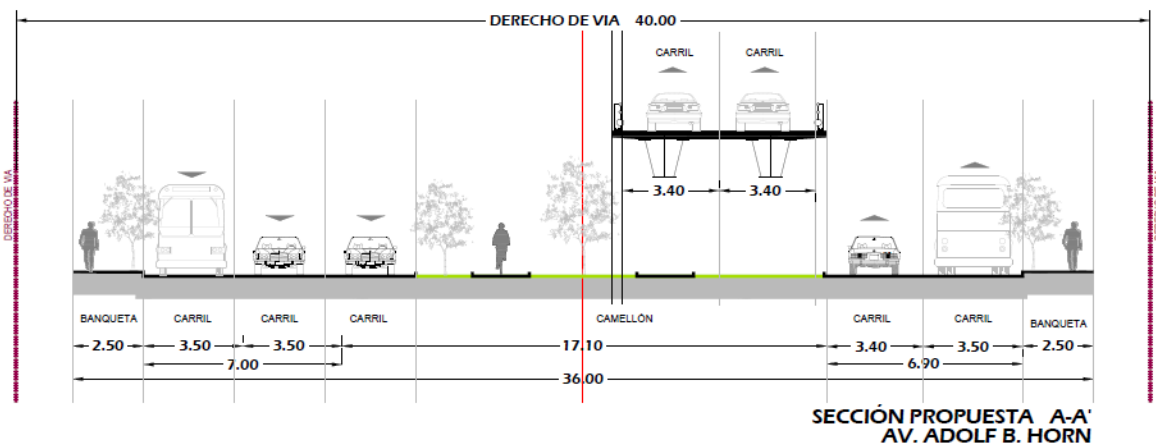 DERECHO DE VIA 40.00
CARRIL CARRIL
DERECHO DE VIA
3.40 3.40
BANQUETA CARRIL CARRIL CARRIL CAMELLÓN CARRIL CARRIL BANQUETA
2.50 3.50 3.50 17.10 3.40 3.50 2.50
7.00 6.90
36.00
SECCIÓN PROPUESTA A-A'
AV. ADOLF B. HORN